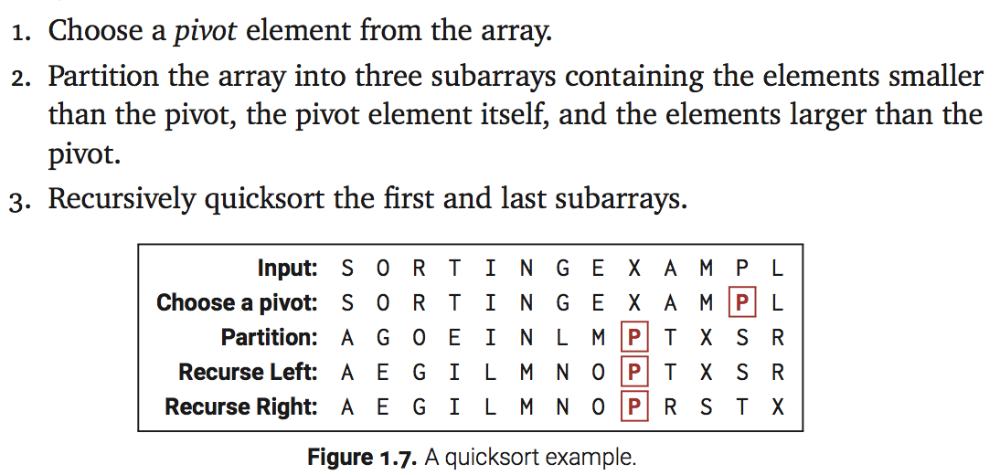 1. Choose a pivot element from the array.
2. Partition the array into three subarrays containing the elements smaller
than the pivot, the pivot element itself, and the elements larger than the
pivot.
3. Recursively quicksort the first and last subarrays.
Input: S O R T I N G E X A M P L
Choose a pivot: S O R T I N G E X A M P L
Partition: A G O E I N L M P T X S R
Recurse Left: A E G I L M N O P T X S R
Recurse Right: A E G I L M N O P R S T X
Figure 1.7. A quicksort example.